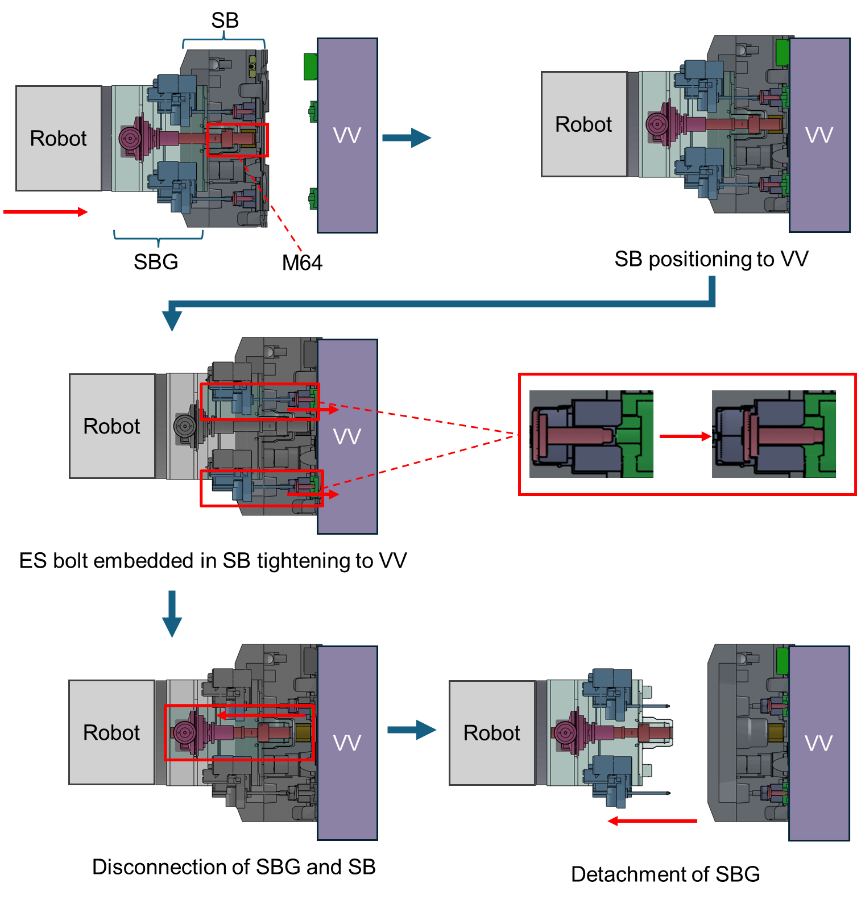 SB
Robot
VV
SBG
M64
Robot
VV
SB positioning to VV
Robot
VV
ES bolt embedded in SB tightening to VV
Robot
VV
Disconnection of SBG and SB
Robot
VV
Detachment of SBG